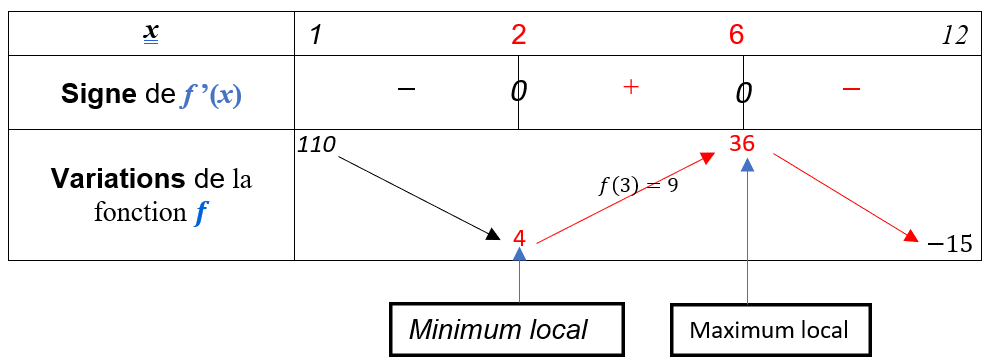 x 1 2 6 12
Signe de f ’(x) – 0 + 0 –
110 36
Variations de la
fonction f
f(3) = 9
4 −15
Minimum local Maximum local